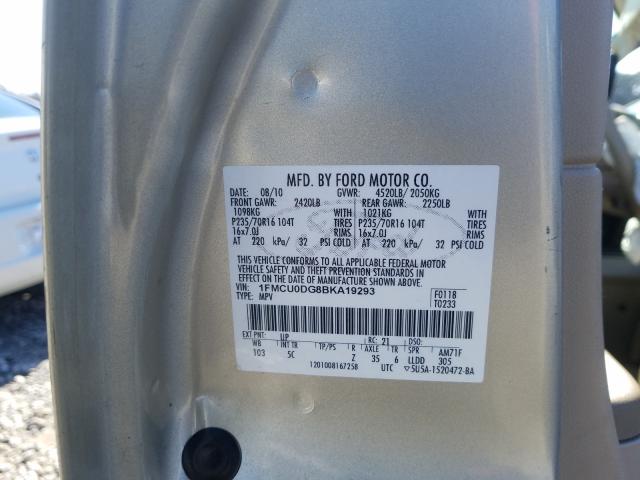 MFD. BY FORD MOTOR CO.
DATE: 08/10 GVWR: 4520LB/ 2050KG
FRONT GAWR: 2420LB REAR GAWR: 2250LB
1098KG WITH 1021KG WITH
P235/70R16 104T TIRES P235/70R16 104T TIRES
16x7.0J RIMS 16x7.0J RIMS
AT 220 kPa/ 32 PSI COLD AT 220 kPa/ 32 PSI COLD
THIS VEHICLE CONFORMS TO ALL APPLICABLE FEDERAL MOTOR
VEHICLE SAFETY AND THEFT PREVENTION STANDARDS IN
EFFECT ON THE DATE OF MANUFACTURE SHOWN ABOVE.
VIN: 1FMCU0DG8BKA19293 F0118
TYPE: MPV T0233
EXT PNT: UP RC: 21 DSO:
WB INT TR TP/PS R AXLE TR SPR AM71F
103 5C Z 35 6 LLDD 305
1201008167258 UTC ▽5U5A-1520472-BA